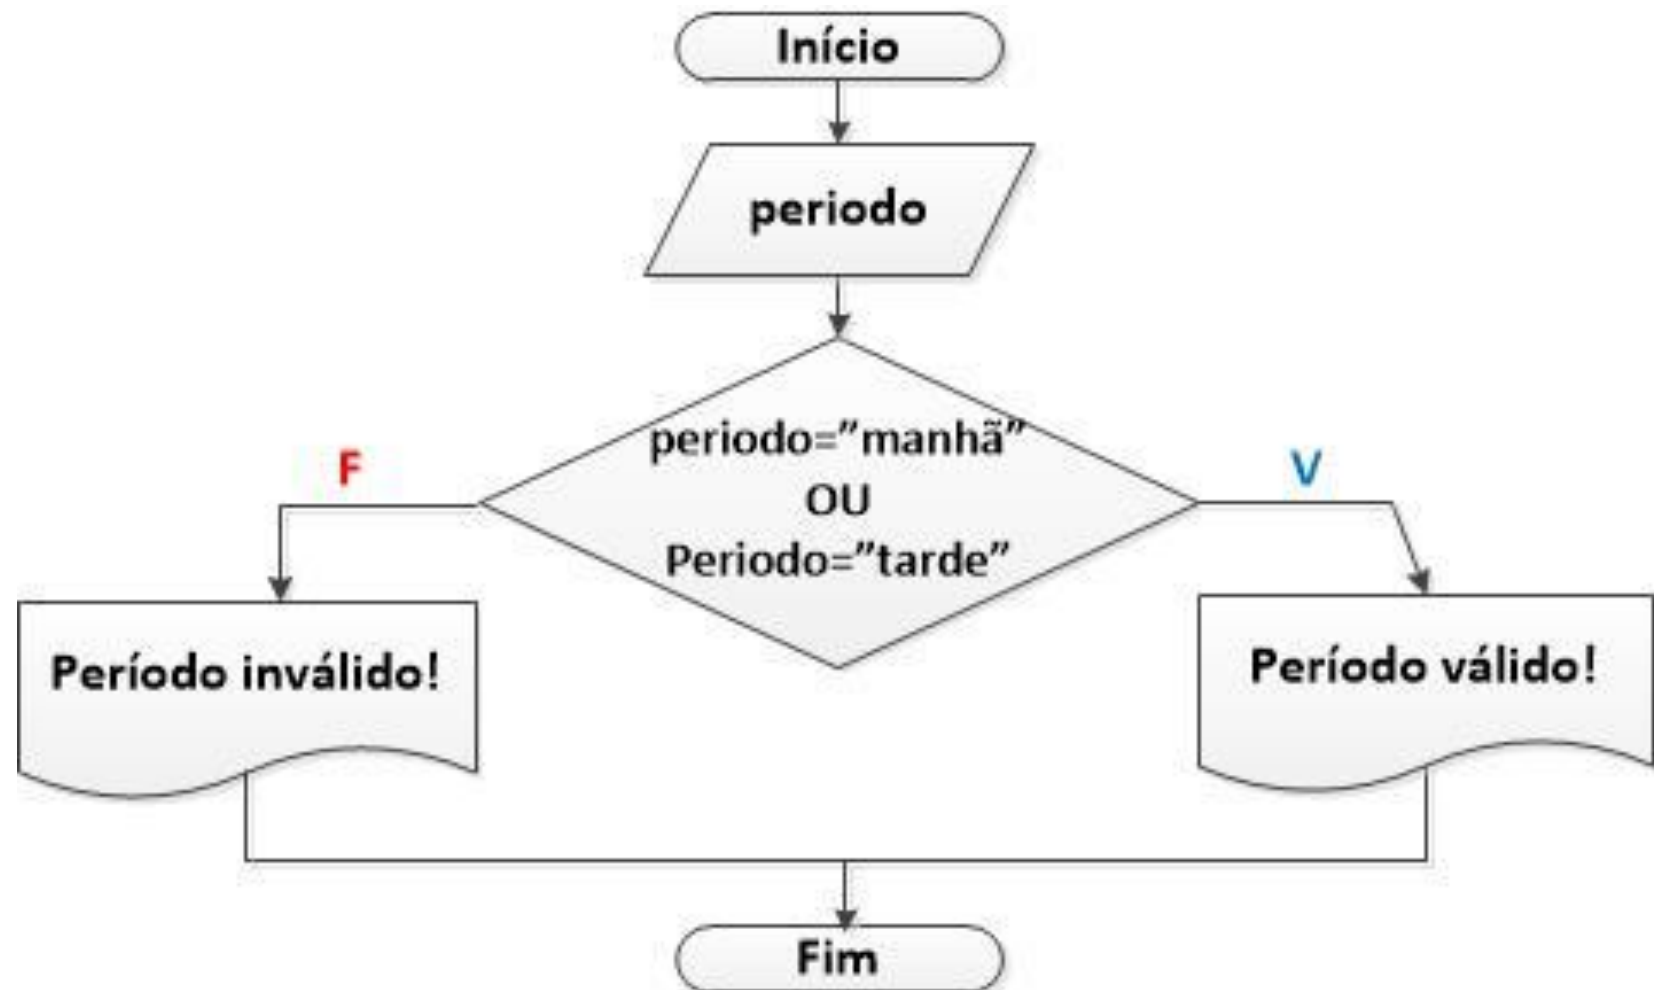 Início
periodo
periodo=”manhã”
OU
Periodo=”tarde”
F
V
Período inválido!
Período válido!
Fim